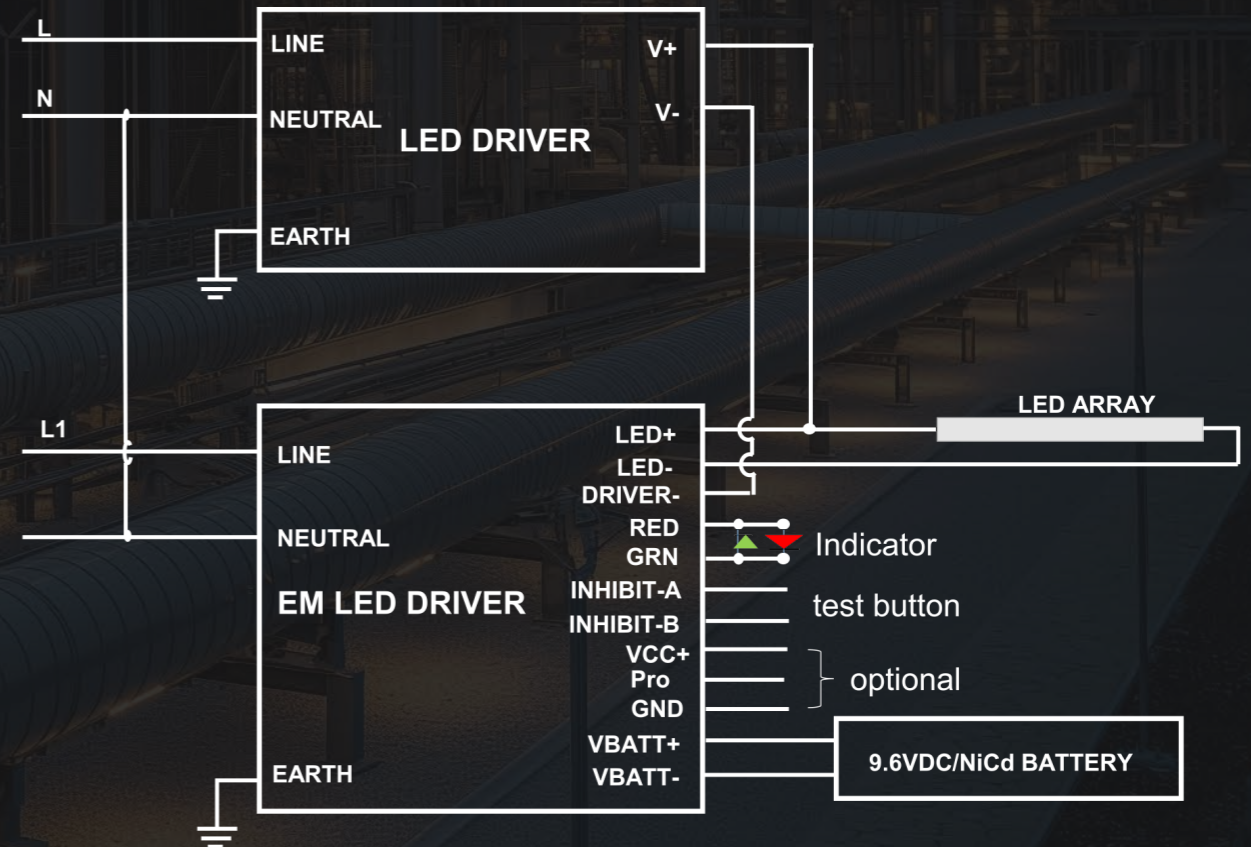 L
LINE
V+
N
NEUTRAL
V-
LED DRIVER
EARTH
L1
LINE
NEUTRAL
EM LED DRIVER
EARTH
LED+
LED-
DRIVER-
RED
GRN
INHIBIT-A
INHIBIT-B
VCC+
Pro
GND
VBATT+
VBATT-
LED ARRAY
Indicator
test button
optional
9.6VDC/NiCd BATTERY